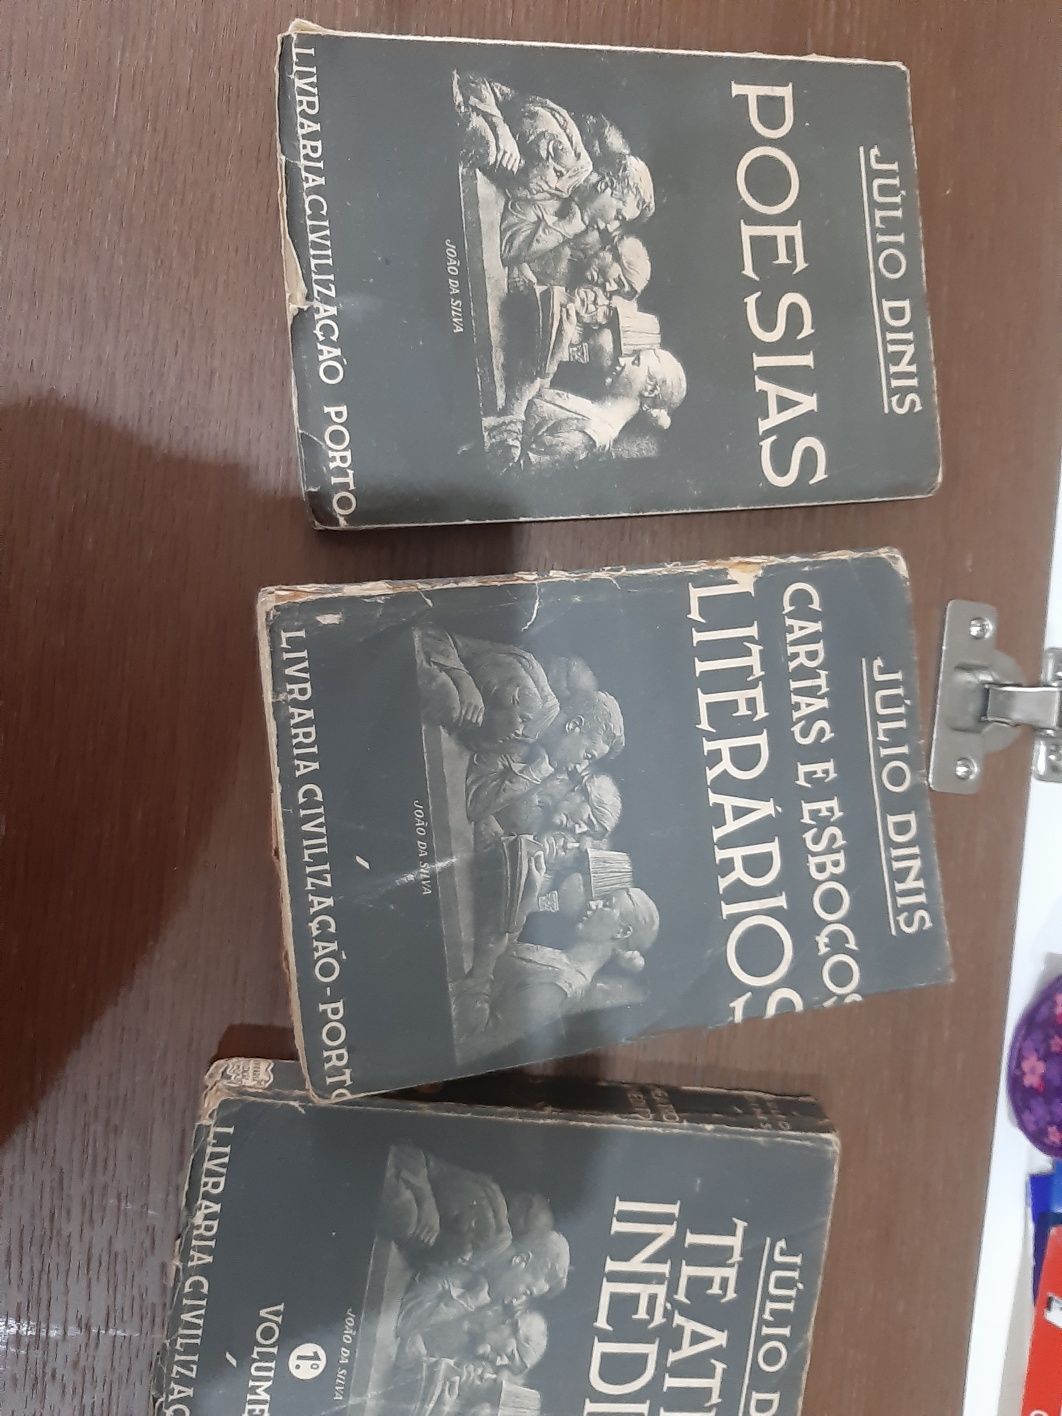 JÚLIO DINIS
POESIAS
JOÃO DA SILVA
LIVRARIA CIVILIZAÇÃO PORTO
JÚLIO DINIS
CARTAS E ESBOÇOS
LITERÁRIOS
JOÃO DA SILVA
LIVRARIA CIVILIZAÇÃO-PORTO
JÚLIO D
TEAT
INÉDI
JOÃO DA SILVA
1º
VOLUME
LIVRARIA CIVILIZAÇ